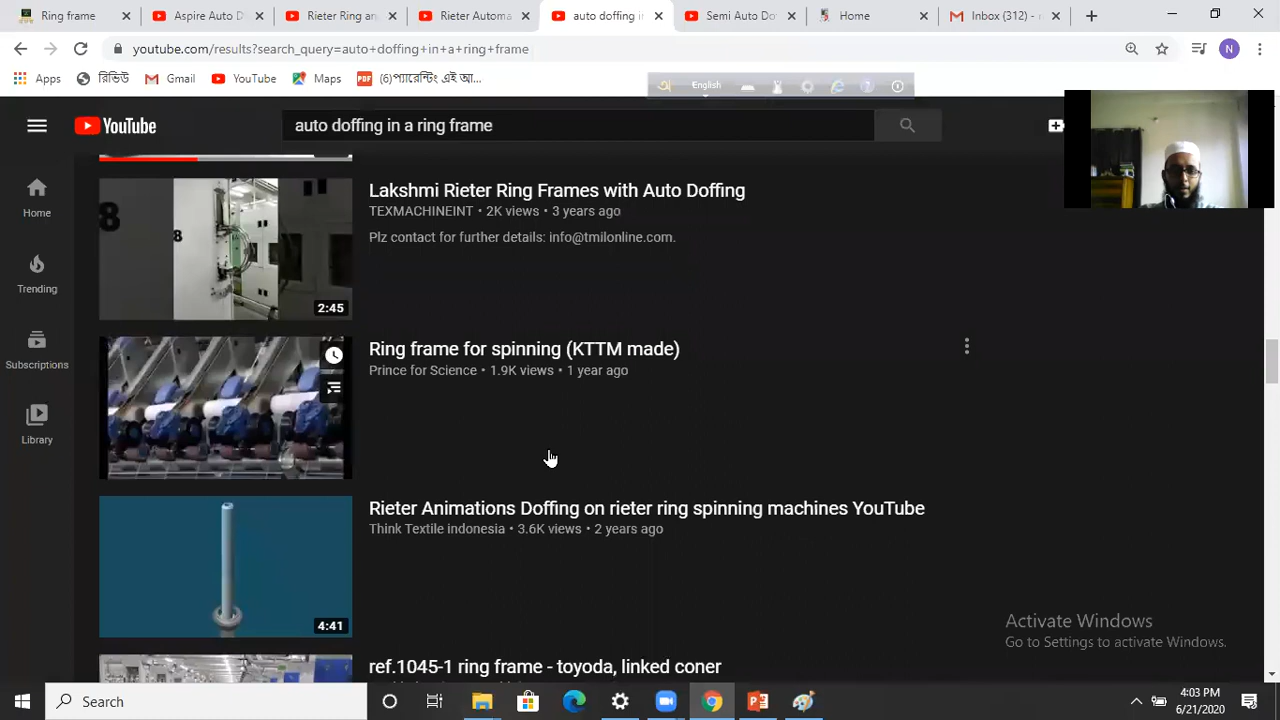 Ring frame
Aspire Auto D
Rieter Ring an
Rieter Automa
auto doffing in
Semi Auto Do
Home
Inbox (312) -
youtube.com/results?search_query=auto+doffing+in+a+ring+frame
N
Apps
রিভিউ
Gmail
YouTube
Maps
PDF
(৬)প্যারেন্টিং এই আ...
English
YouTube
auto doffing in a ring frame
Home
Trending
Subscriptions
Library
8
8
2:45
Lakshmi Rieter Ring Frames with Auto Doffing
TEXMACHINEINT • 2K views • 3 years ago
Plz contact for further details: info@tmilonline.com.
Ring frame for spinning (KTTM made)
Prince for Science • 1.9K views • 1 year ago
Rieter Animations Doffing on rieter ring spinning machines YouTube
Think Textile indonesia • 3.6K views • 2 years ago
4:41
ref.1045-1 ring frame - toyoda, linked coner
Activate Windows
Go to Settings to activate Windows.
Search
4:03 PM
6/21/2020